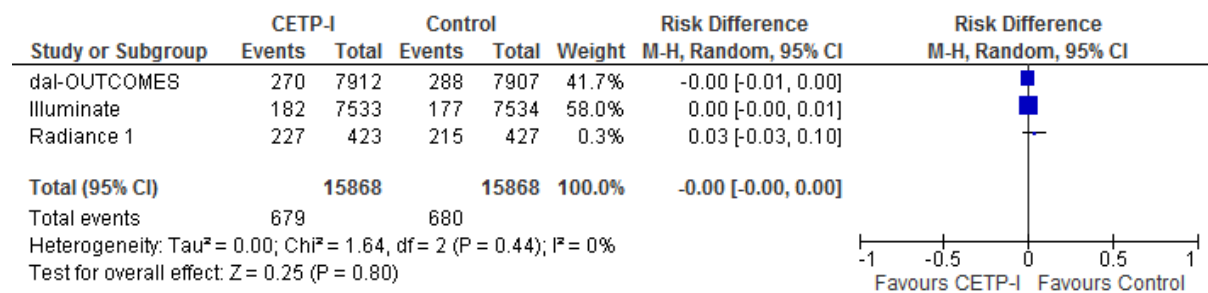 CETP-I Control Risk Difference Risk Difference
Study or Subgroup Events Total Events Total Weight M-H, Random, 95% CI M-H, Random, 95% CI
dal-OUTCOMES 270 7912 288 7907 41.7% -0.00 [-0.01, 0.00]
Illuminate 182 7533 177 7534 58.0% 0.00 [-0.00, 0.01]
Radiance 1 227 423 215 427 0.3% 0.03 [-0.03, 0.10]
Total (95% CI) 15868 15868 100.0% -0.00 [-0.00, 0.00]
Total events 679 680
Heterogeneity: Tau² = 0.00; Chi² = 1.64, df = 2 (P = 0.44); I² = 0%
Test for overall effect: Z = 0.25 (P = 0.80)
-1 -0.5 0 0.5 1
Favours CETP-I Favours Control